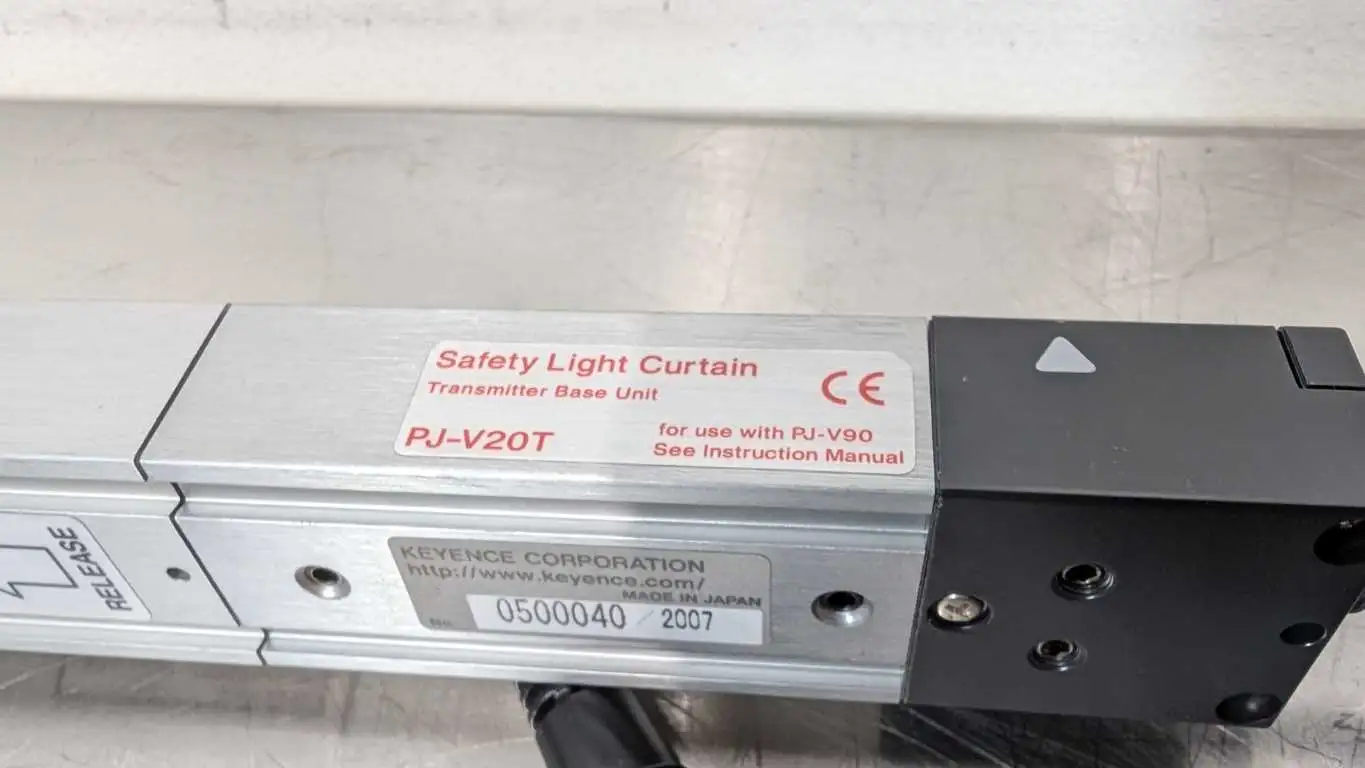 Safety Light Curtain
Transmitter Base Unit
CE
PJ-V20T
for use with PJ-V90
See Instruction Manual
RELEASE
KEYENCE CORPORATION
http://www.keyence.com/
MADE IN JAPAN
No. 0500040 / 2007